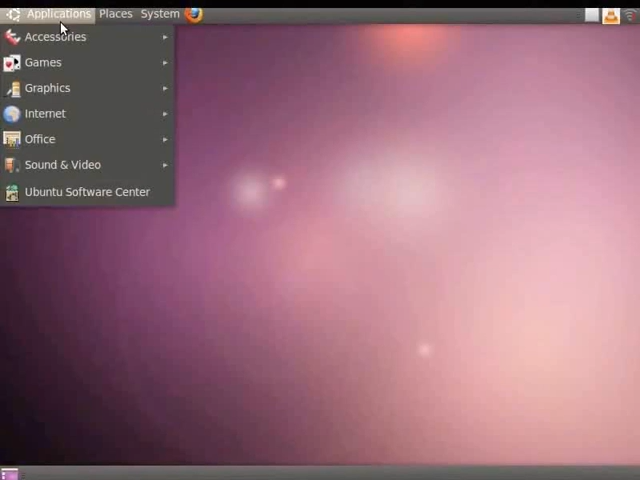 Applications Places System
Accessories
Games
Graphics
Internet
Office
Sound & Video
Ubuntu Software Center